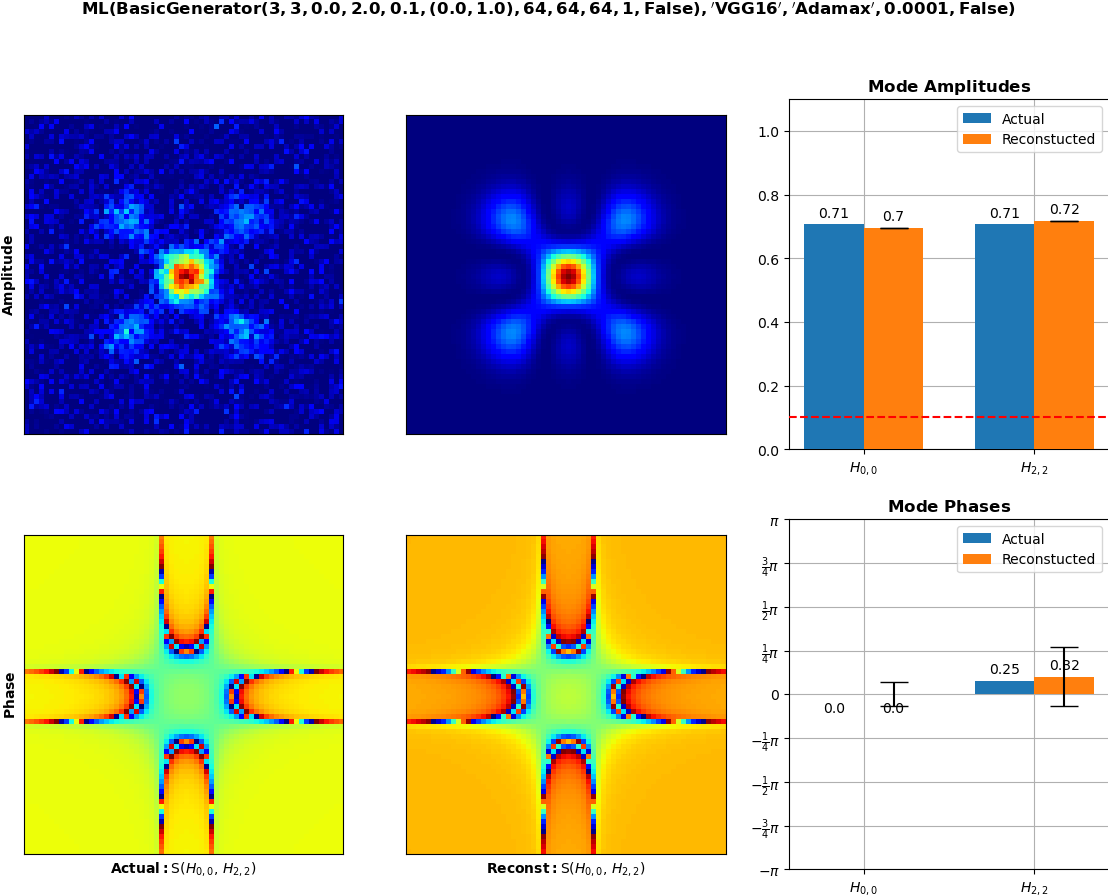 ML(BasicGenerator(3, 3, 0.0, 2.0, 0.1, (0.0, 1.0), 64, 64, 64, 1, False), ′VGG16′, ′Adamax′, 0.0001, False)
Amplitude
Mode Amplitudes
Actual
Reconstucted
1.0
0.8
0.6
0.4
0.2
0.0
0.71
0.7
0.71
0.72
H0,0
H2,2
Phase
Actual: S(H0,0, H2,2)
Reconst: S(H0,0, H2,2)
Mode Phases
Actual
Reconstucted
π
3/4π
1/2π
1/4π
0
−1/4π
−1/2π
−3/4π
−π
0.0
0.0
0.25
0.32
H0,0
H2,2